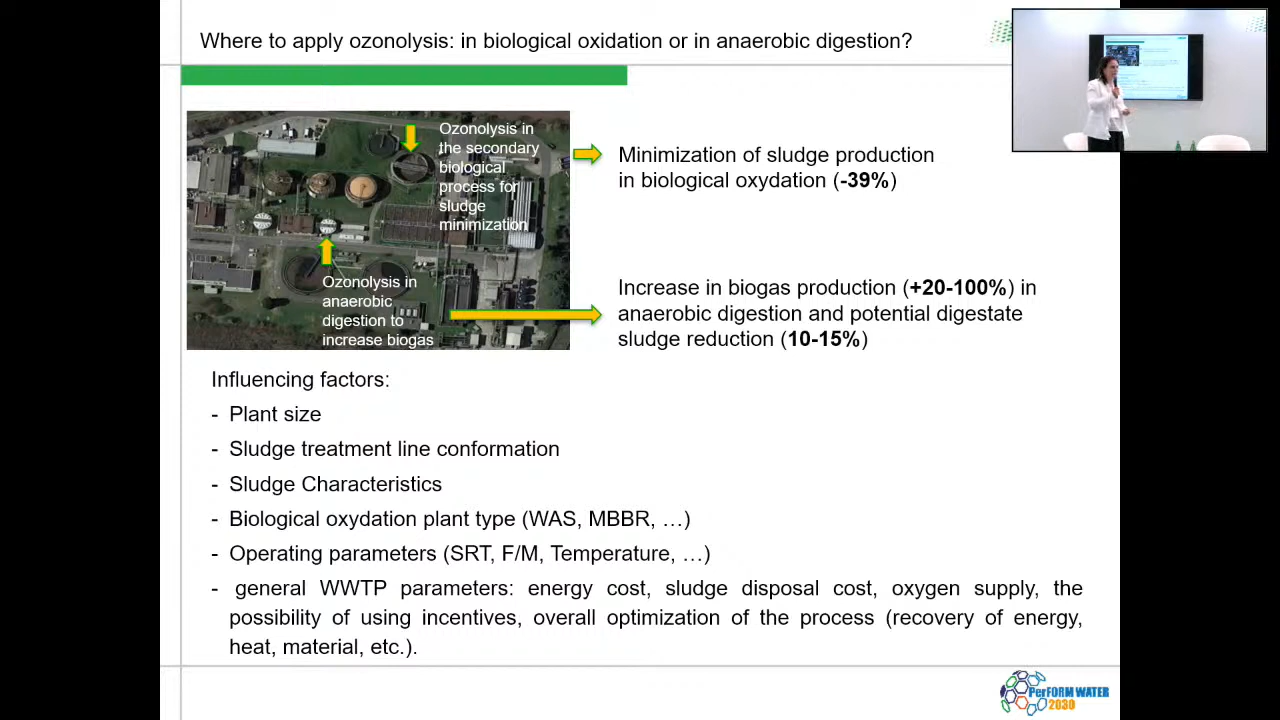 Where to apply ozonolysis: in biological oxidation or in anaerobic digestion?
Ozonolysis in
the secondary
biological
process for
sludge
minimization
Minimization of sludge production
in biological oxydation (-39%)
Ozonolysis in
anaerobic
digestion to
increase biogas
Increase in biogas production (+20-100%) in
anaerobic digestion and potential digestate
sludge reduction (10-15%)
Influencing factors:
- Plant size
- Sludge treatment line conformation
- Sludge Characteristics
- Biological oxydation plant type (WAS, MBBR, …)
- Operating parameters (SRT, F/M, Temperature, …)
- general WWTP parameters: energy cost, sludge disposal cost, oxygen supply, the
possibility of using incentives, overall optimization of the process (recovery of energy,
heat, material, etc.).
PerFORM WATER
2030